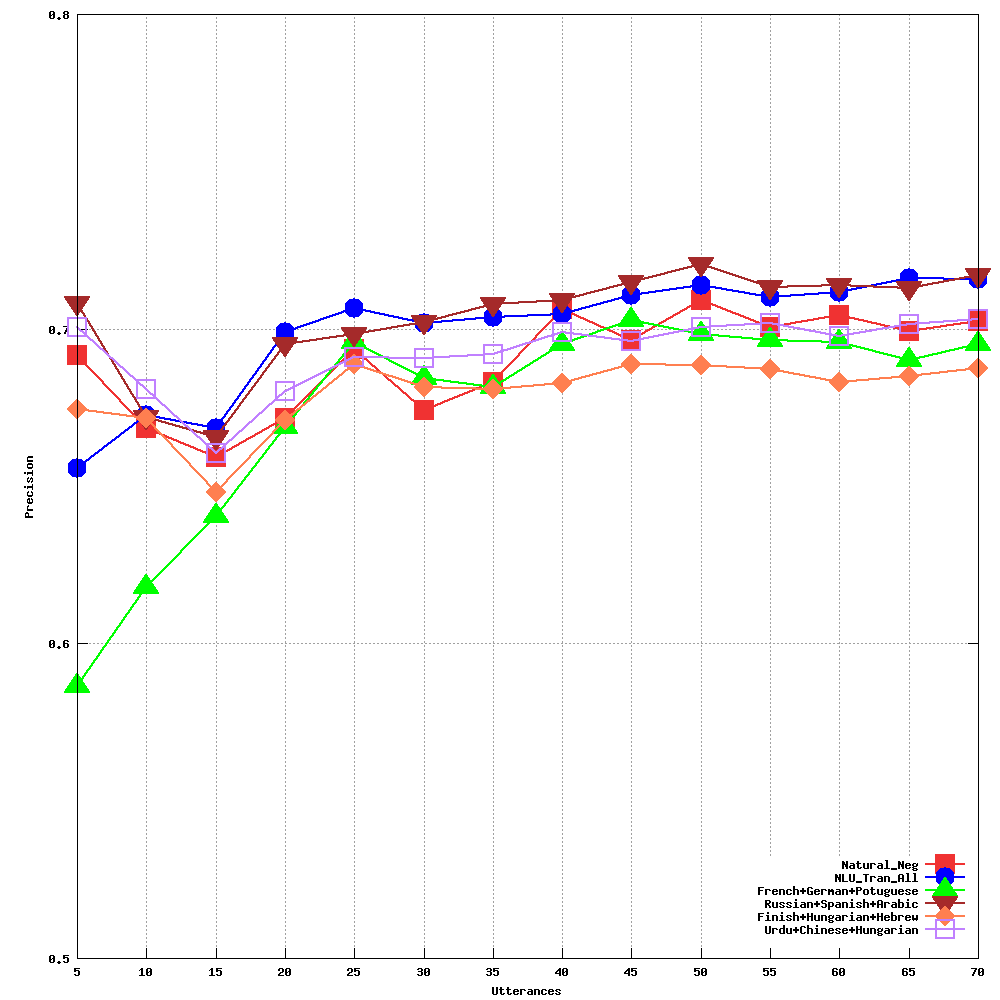 0.8
0.7
0.6
0.5
Precision
Natural_Neg
NLU_Tran_All
French+German+Potuguese
Russian+Spanish+Arabic
Finish+Hungarian+Hebrew
Urdu+Chinese+Hungarian
5 10 15 20 25 30 35 40 45 50 55 60 65 70
Utterances